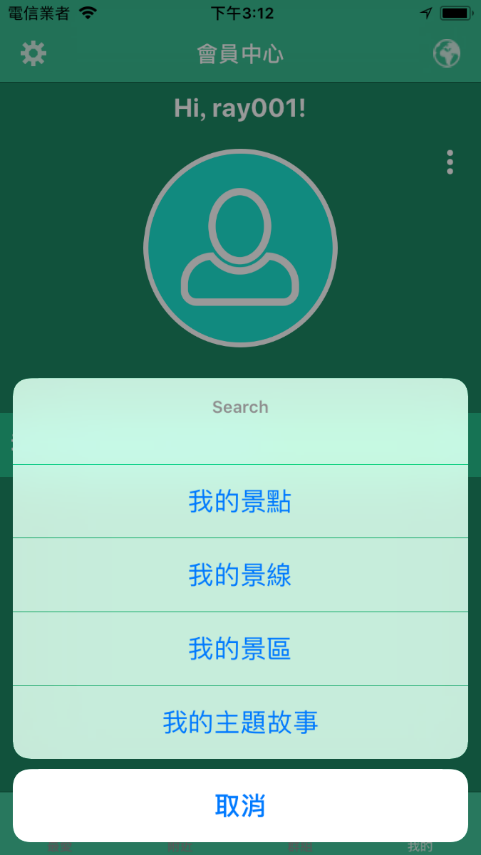 電信業者 下午3:12
會員中心
Hi, ray001!
Search
我的景點
我的景線
我的景區
我的主題故事
取消
我的